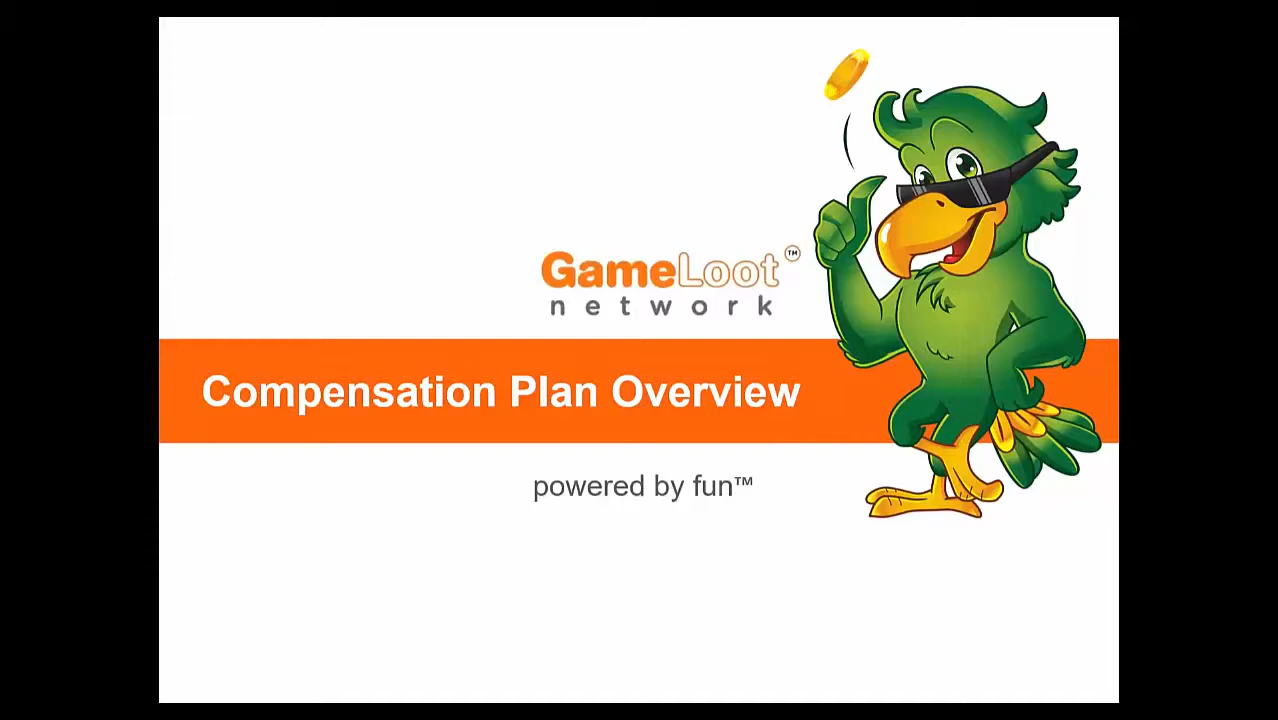 GameLoot™
network
Compensation Plan Overview
powered by fun™